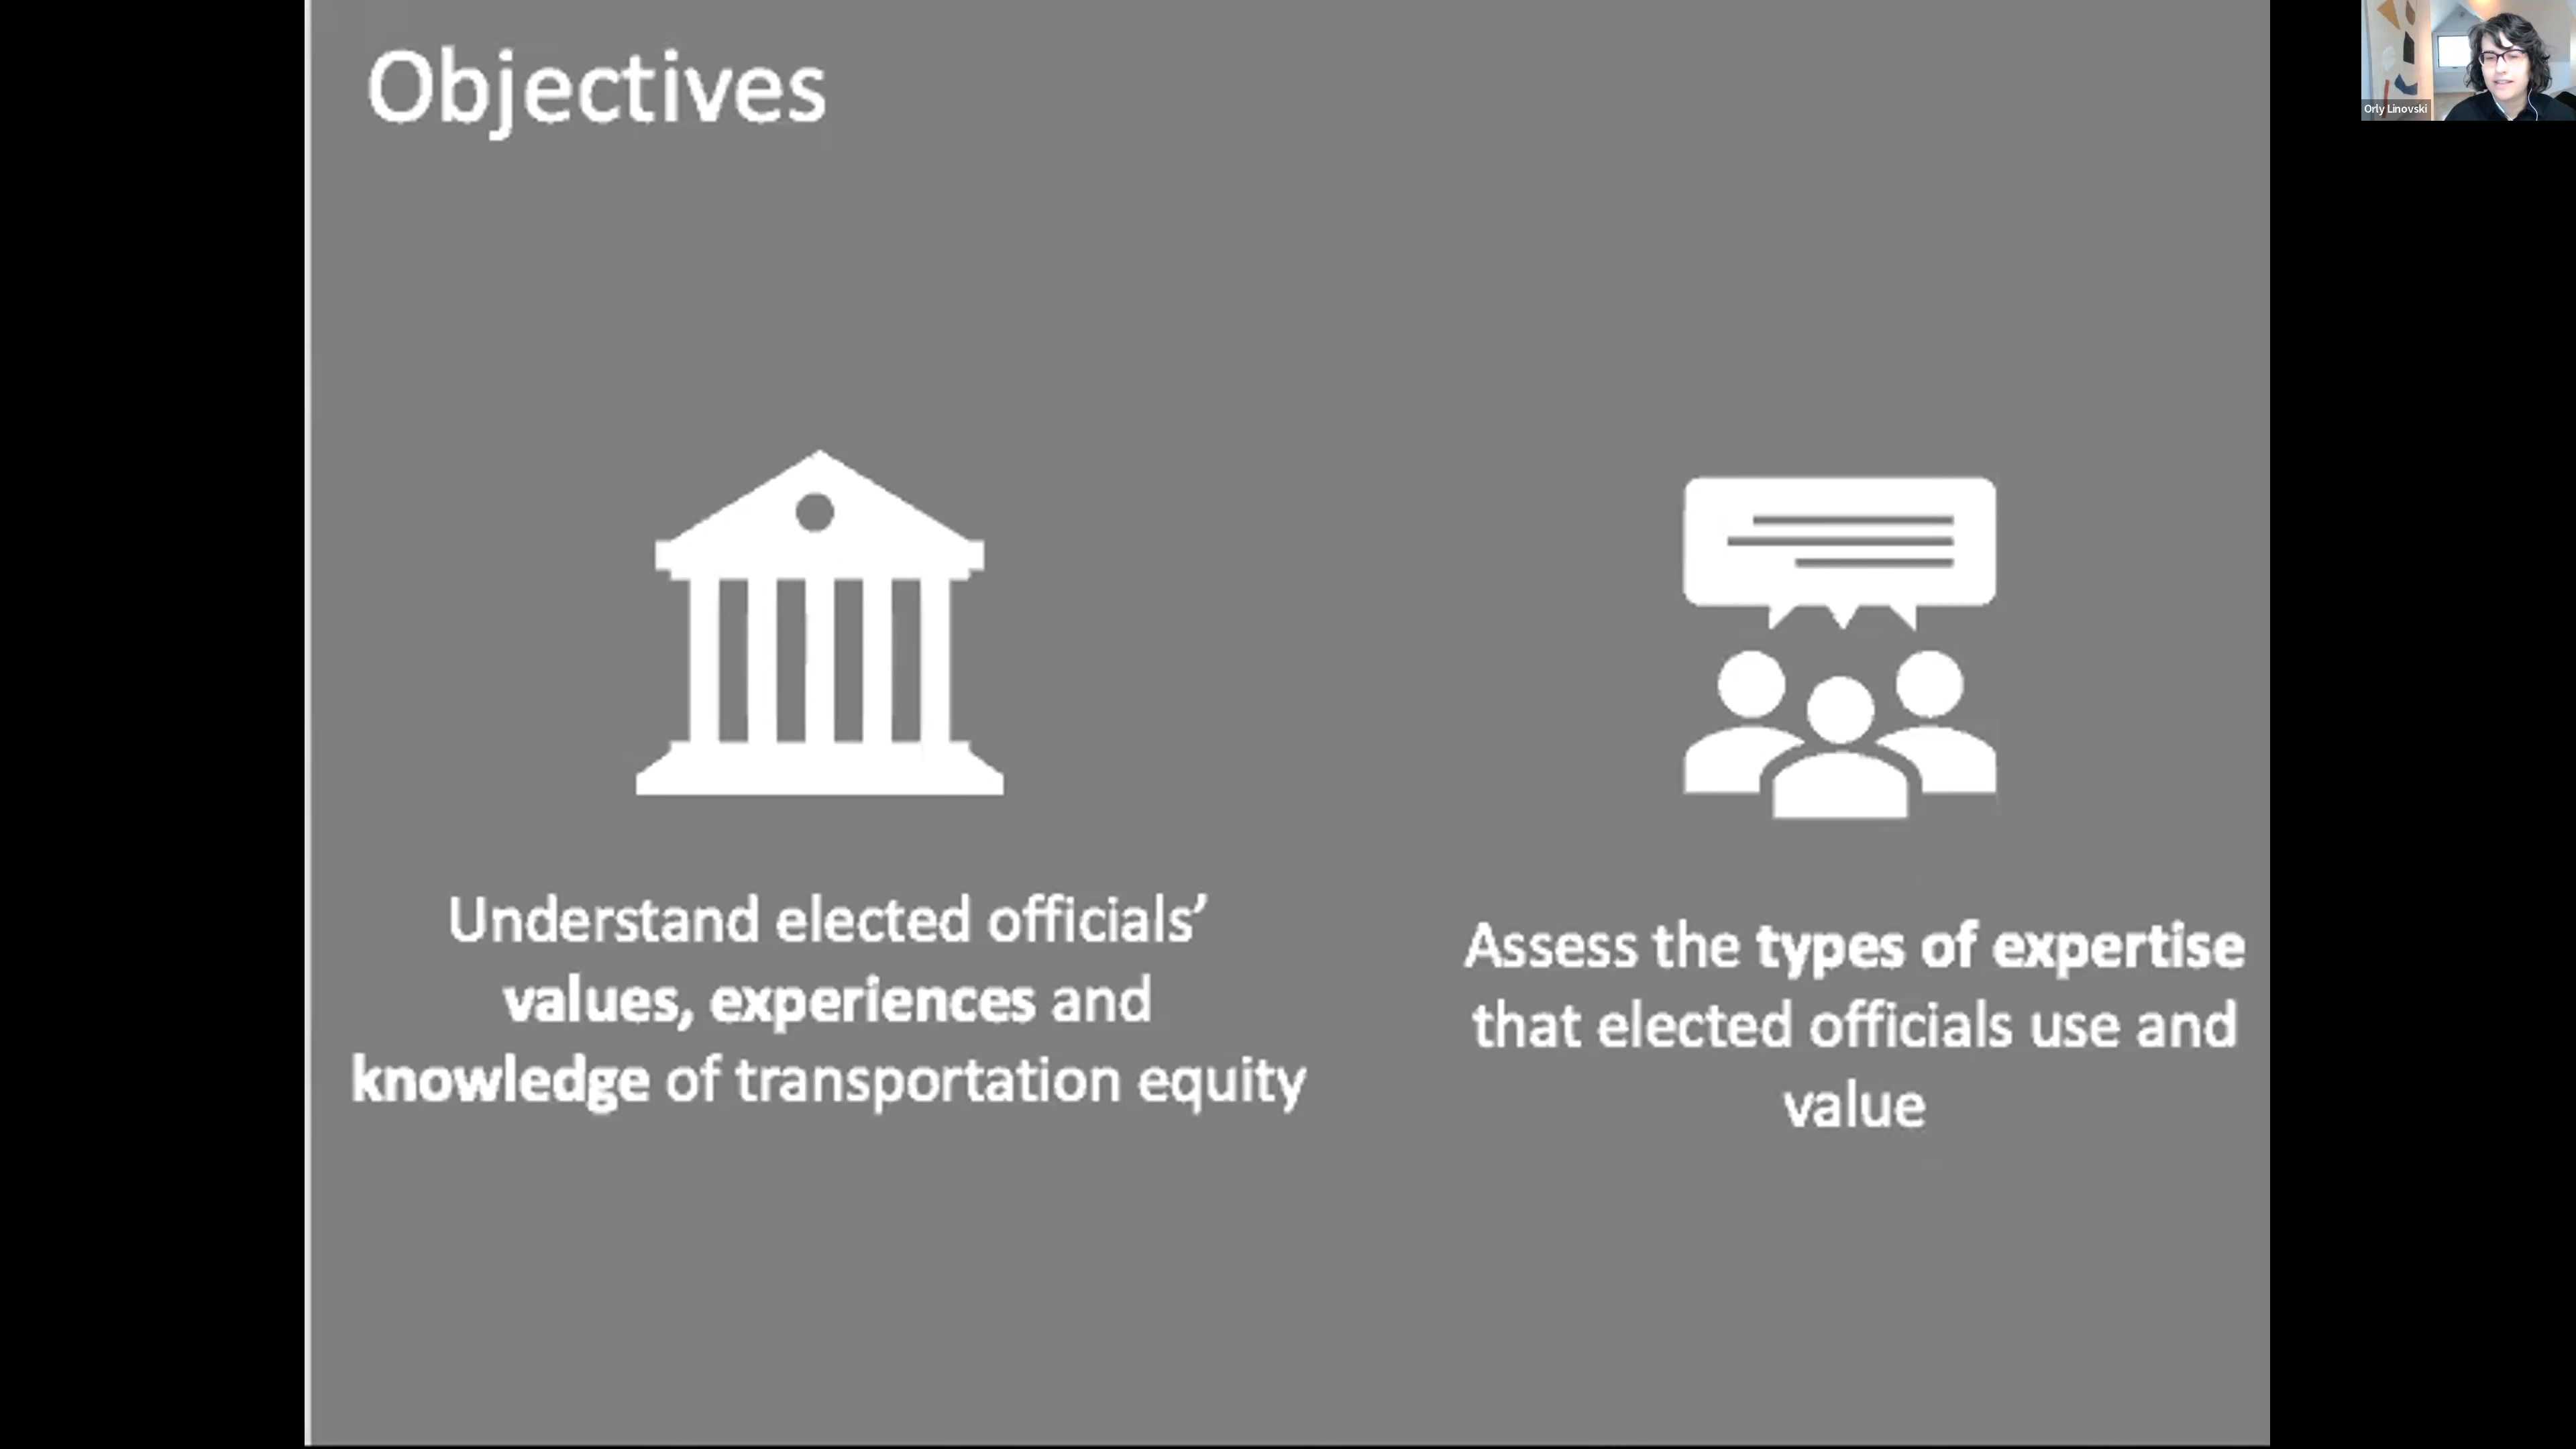 Objectives
Understand elected officials’
values, experiences and
knowledge of transportation equity
Assess the types of expertise
that elected officials use and
value
Orly Linovski